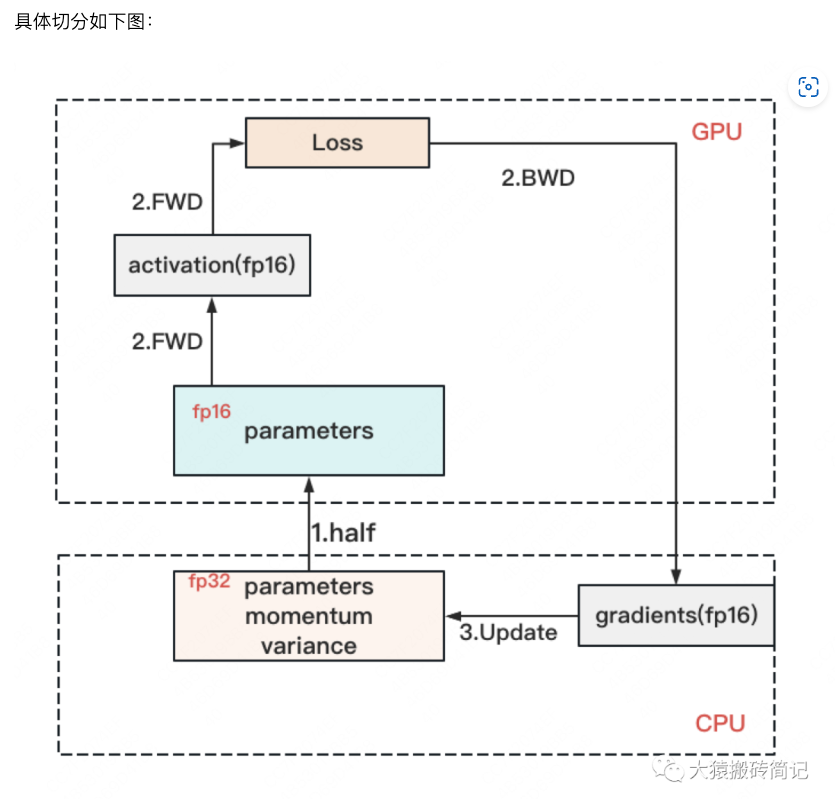 具体切分如下图：
GPU
Loss
2.BWD
2.FWD
activation(fp16)
2.FWD
fp16
parameters
1.half
fp32
parameters
momentum
variance
gradients(fp16)
3.Update
CPU
大猿搬砖简记